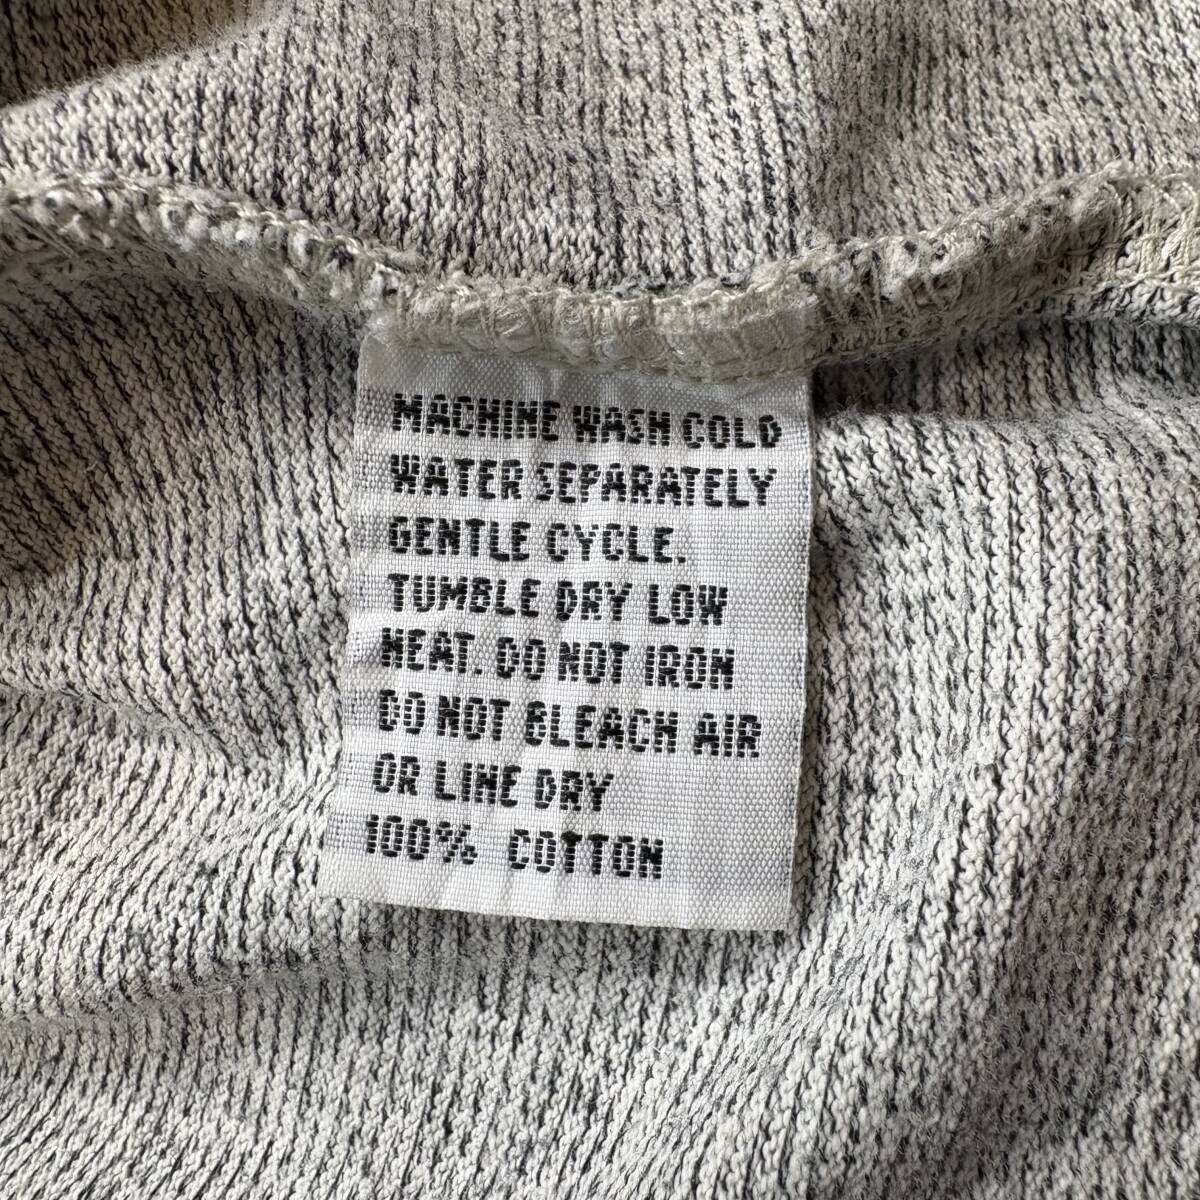 MACHINE WASH COLD
WATER SEPARATELY
GENTLE CYCLE.
TUMBLE DRY LOW
HEAT. DO NOT IRON
DO NOT BLEACH AIR
OR LINE DRY
100% COTTON